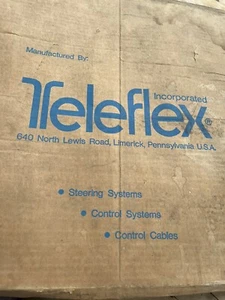 Manufactured By:
Teleflex Incorporated ®
640 North Lewis Road, Limerick, Pennsylvania U.S.A.
• Steering Systems
• Control Systems
• Control Cables